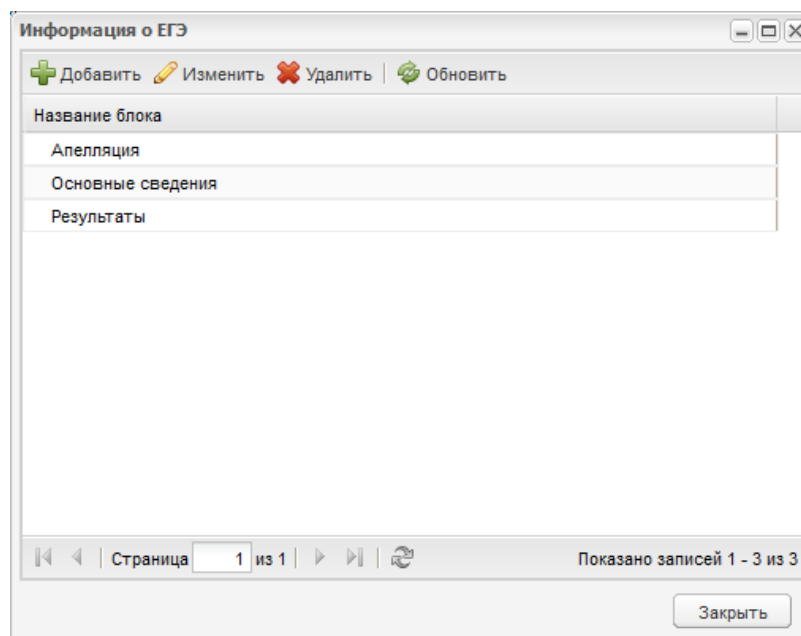 Информация о ЕГЭ
Добавить Изменить Удалить Обновить
Название блока
Апелляция
Основные сведения
Результаты
Страница 1 из 1 Показано записей 1 - 3 из 3
Закрыть